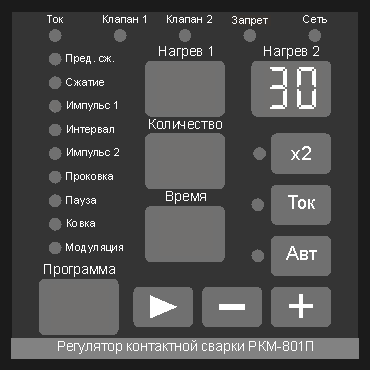 Ток Клапан 1 Клапан 2 Запрет Сеть
Нагрев 1 Нагрев 2
Пред. сж.
Сжатие
Импульс 1
30
Количество
Интервал
Импульс 2
x2
Проковка
Время
Пауза
Ток
Ковка
Модуляция
Авт
Программа
Регулятор контактной сварки РКМ-801П